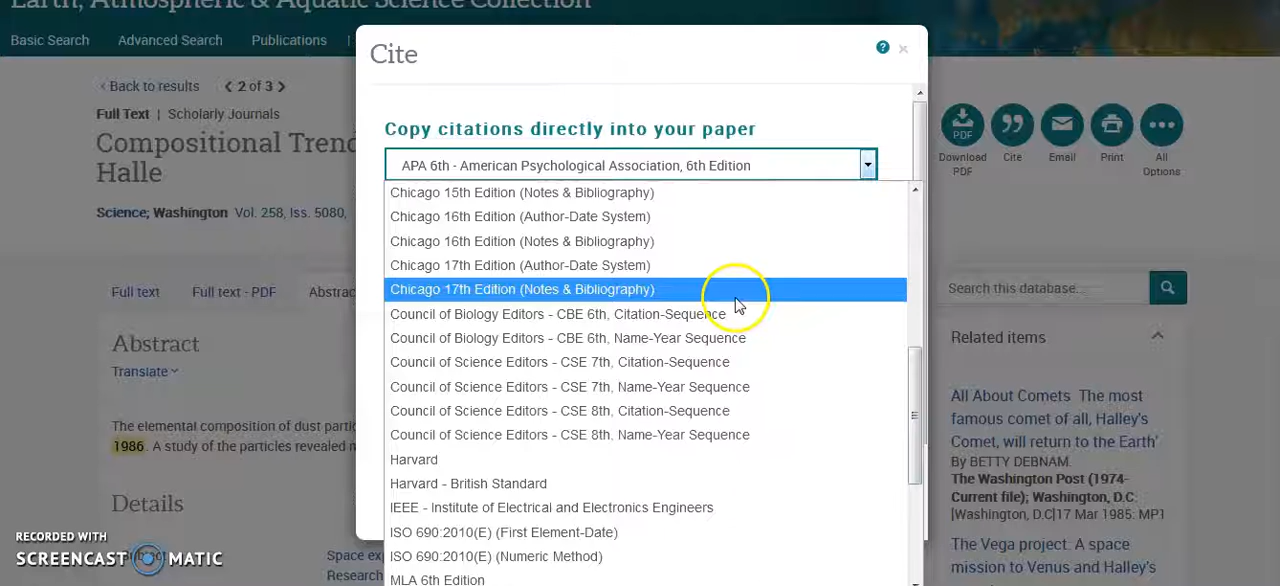 Earth, Atmospheric & Aquatic Science Collection
Basic Search
Advanced Search
Publications
Cite
Back to results
2 of 3
Full Text | Scholarly Journals
Compositional Trend
Halle
Science; Washington Vol. 258, Iss. 5080,
Copy citations directly into your paper
APA 6th - American Psychological Association, 6th Edition
Chicago 15th Edition (Notes & Bibliography)
Chicago 16th Edition (Author-Date System)
Chicago 16th Edition (Notes & Bibliography)
Chicago 17th Edition (Author-Date System)
Chicago 17th Edition (Notes & Bibliography)
Council of Biology Editors - CBE 6th, Citation-Sequence
Council of Biology Editors - CBE 6th, Name-Year Sequence
Council of Science Editors - CSE 7th, Citation-Sequence
Council of Science Editors - CSE 7th, Name-Year Sequence
Council of Science Editors - CSE 8th, Citation-Sequence
Council of Science Editors - CSE 8th, Name-Year Sequence
Harvard
Harvard - British Standard
IEEE - Institute of Electrical and Electronics Engineers
ISO 690:2010(E) (First Element-Date)
ISO 690:2010(E) (Numeric Method)
MLA 6th Edition
PDF
Download PDF
Cite
Email
Print
All Options
Full text
Full text - PDF
Abstrac
Abstract
Translate
The elemental composition of dust parti
1986. A study of the particles revealed
Details
Space exp
Research
Search this database...
Related items
All About Comets The most
famous comet of all, Halley's
Comet, will return to the Earth'
By BETTY DEBNAM.
The Washington Post (1974-
Current file); Washington, D.C.
[Washington, D.C]17 Mar 1985: MP1
The Vega project: A space
mission to Venus and Halley's
RECORDED WITH
SCREENCAST MATIC